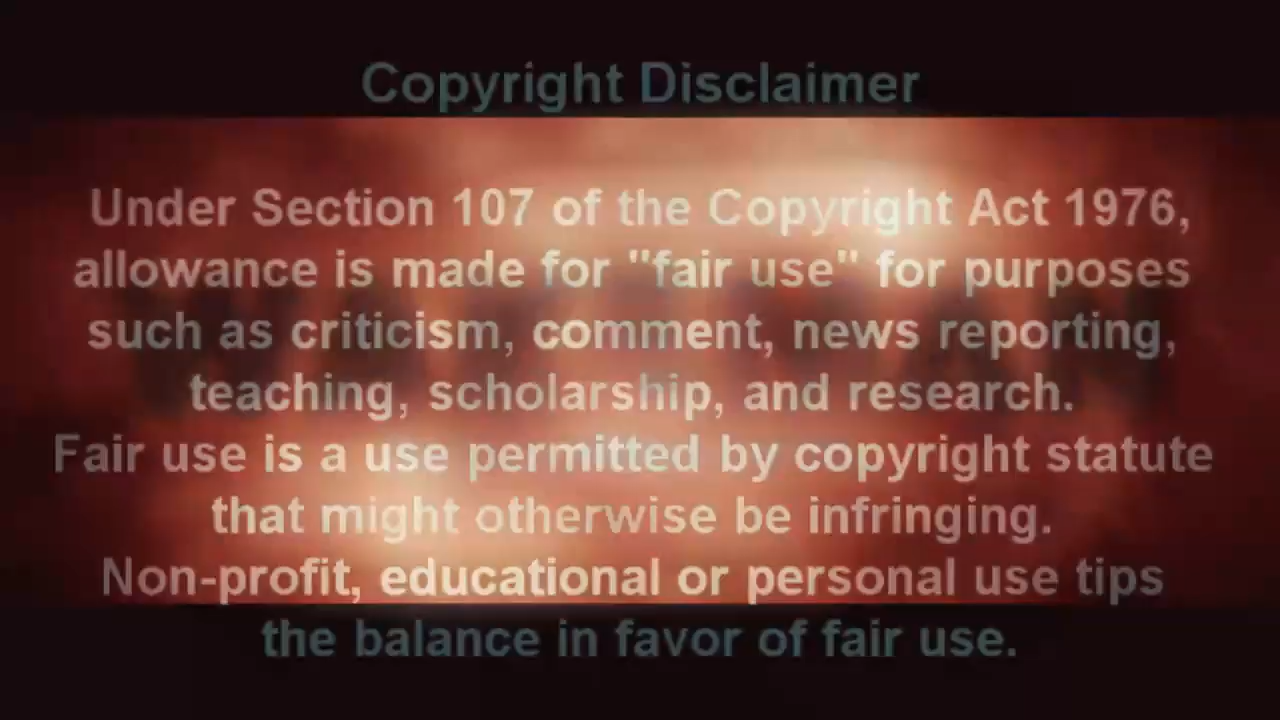 Copyright Disclaimer
Under Section 107 of the Copyright Act 1976,
allowance is made for "fair use" for purposes
such as criticism, comment, news reporting,
teaching, scholarship, and research.
Fair use is a use permitted by copyright statute
that might otherwise be infringing.
Non-profit, educational or personal use tips
the balance in favor of fair use.